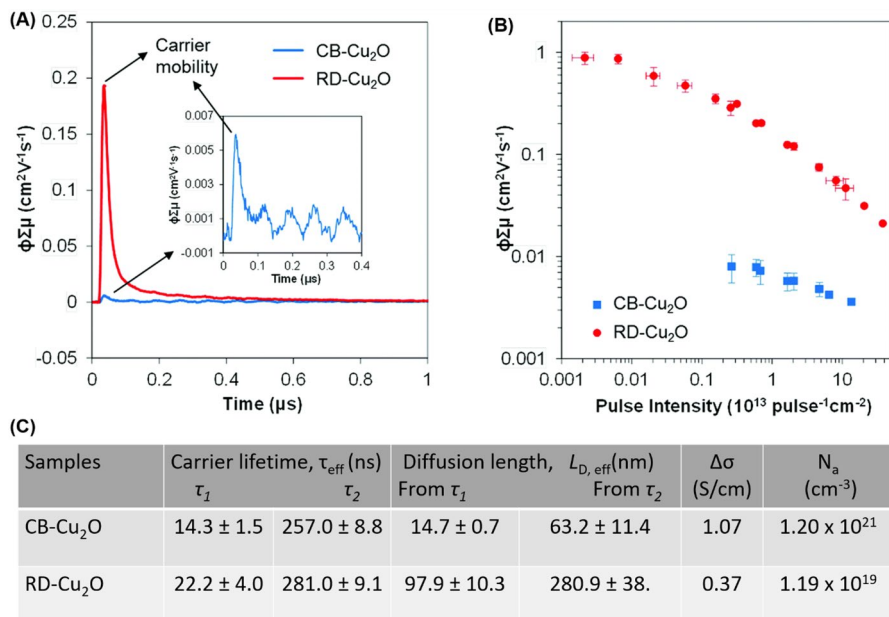 (A)
0.25
0.2
0.15
0.1
0.05
0
-0.05
ϕΣμ (cm²V⁻¹s⁻¹)
Carrier
mobility
CB-Cu₂O
RD-Cu₂O
0.007
0.005
0.003
0.001
-0.001
ϕΣμ (cm²V⁻¹s⁻¹)
0 0.1 0.2 0.3 0.4
Time (μs)
0 0.2 0.4 0.6 0.8 1
Time (μs)
(B)
1
0.1
0.01
0.001
ϕΣμ (cm²V⁻¹s⁻¹)
CB-Cu₂O
RD-Cu₂O
0.001 0.01 0.1 1 10
Pulse Intensity (10¹³ pulse⁻¹cm⁻²)
(C)
Samples Carrier lifetime, τeff (ns) Diffusion length, L D, eff(nm) Δσ Nₐ
τ₁ τ₂ From τ₁ From τ₂ (S/cm) (cm⁻³)
CB-Cu₂O 14.3 ± 1.5 257.0 ± 8.8 14.7 ± 0.7 63.2 ± 11.4 1.07 1.20 x 10²¹
RD-Cu₂O 22.2 ± 4.0 281.0 ± 9.1 97.9 ± 10.3 280.9 ± 38. 0.37 1.19 x 10¹⁹